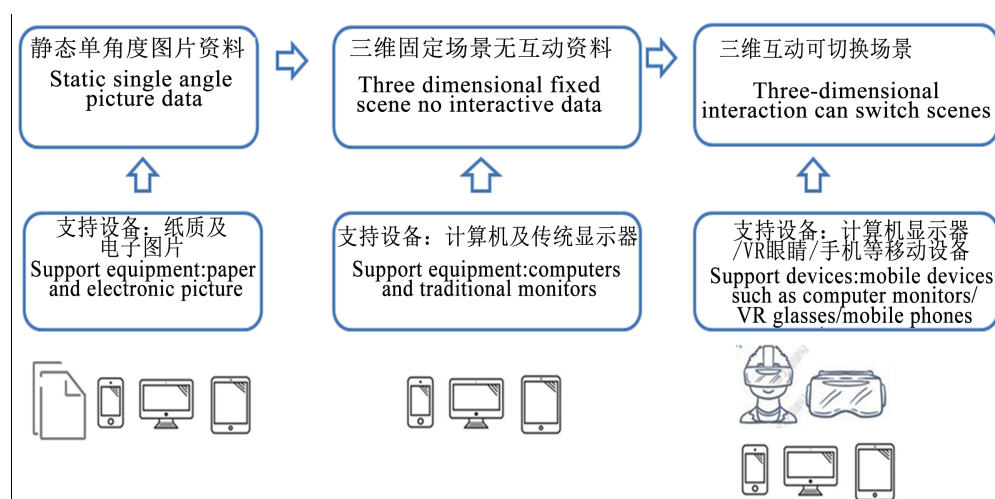 静态单角度图片资料
Static single angle
picture data
三维固定场景无互动资料
Three dimensional fixed
scene no interactive data
三维互动可切换场景
Three-dimensional
interaction can switch scenes
支持设备：纸质及
电子图片
Support equipment:paper
and electronic picture
支持设备：计算机及传统显示器
Support equipment:computers
and traditional monitors
支持设备：计算机显示器
/VR眼睛/手机等移动设备
Support devices:mobile devices
such as computer monitors/
VR glasses/mobile phones